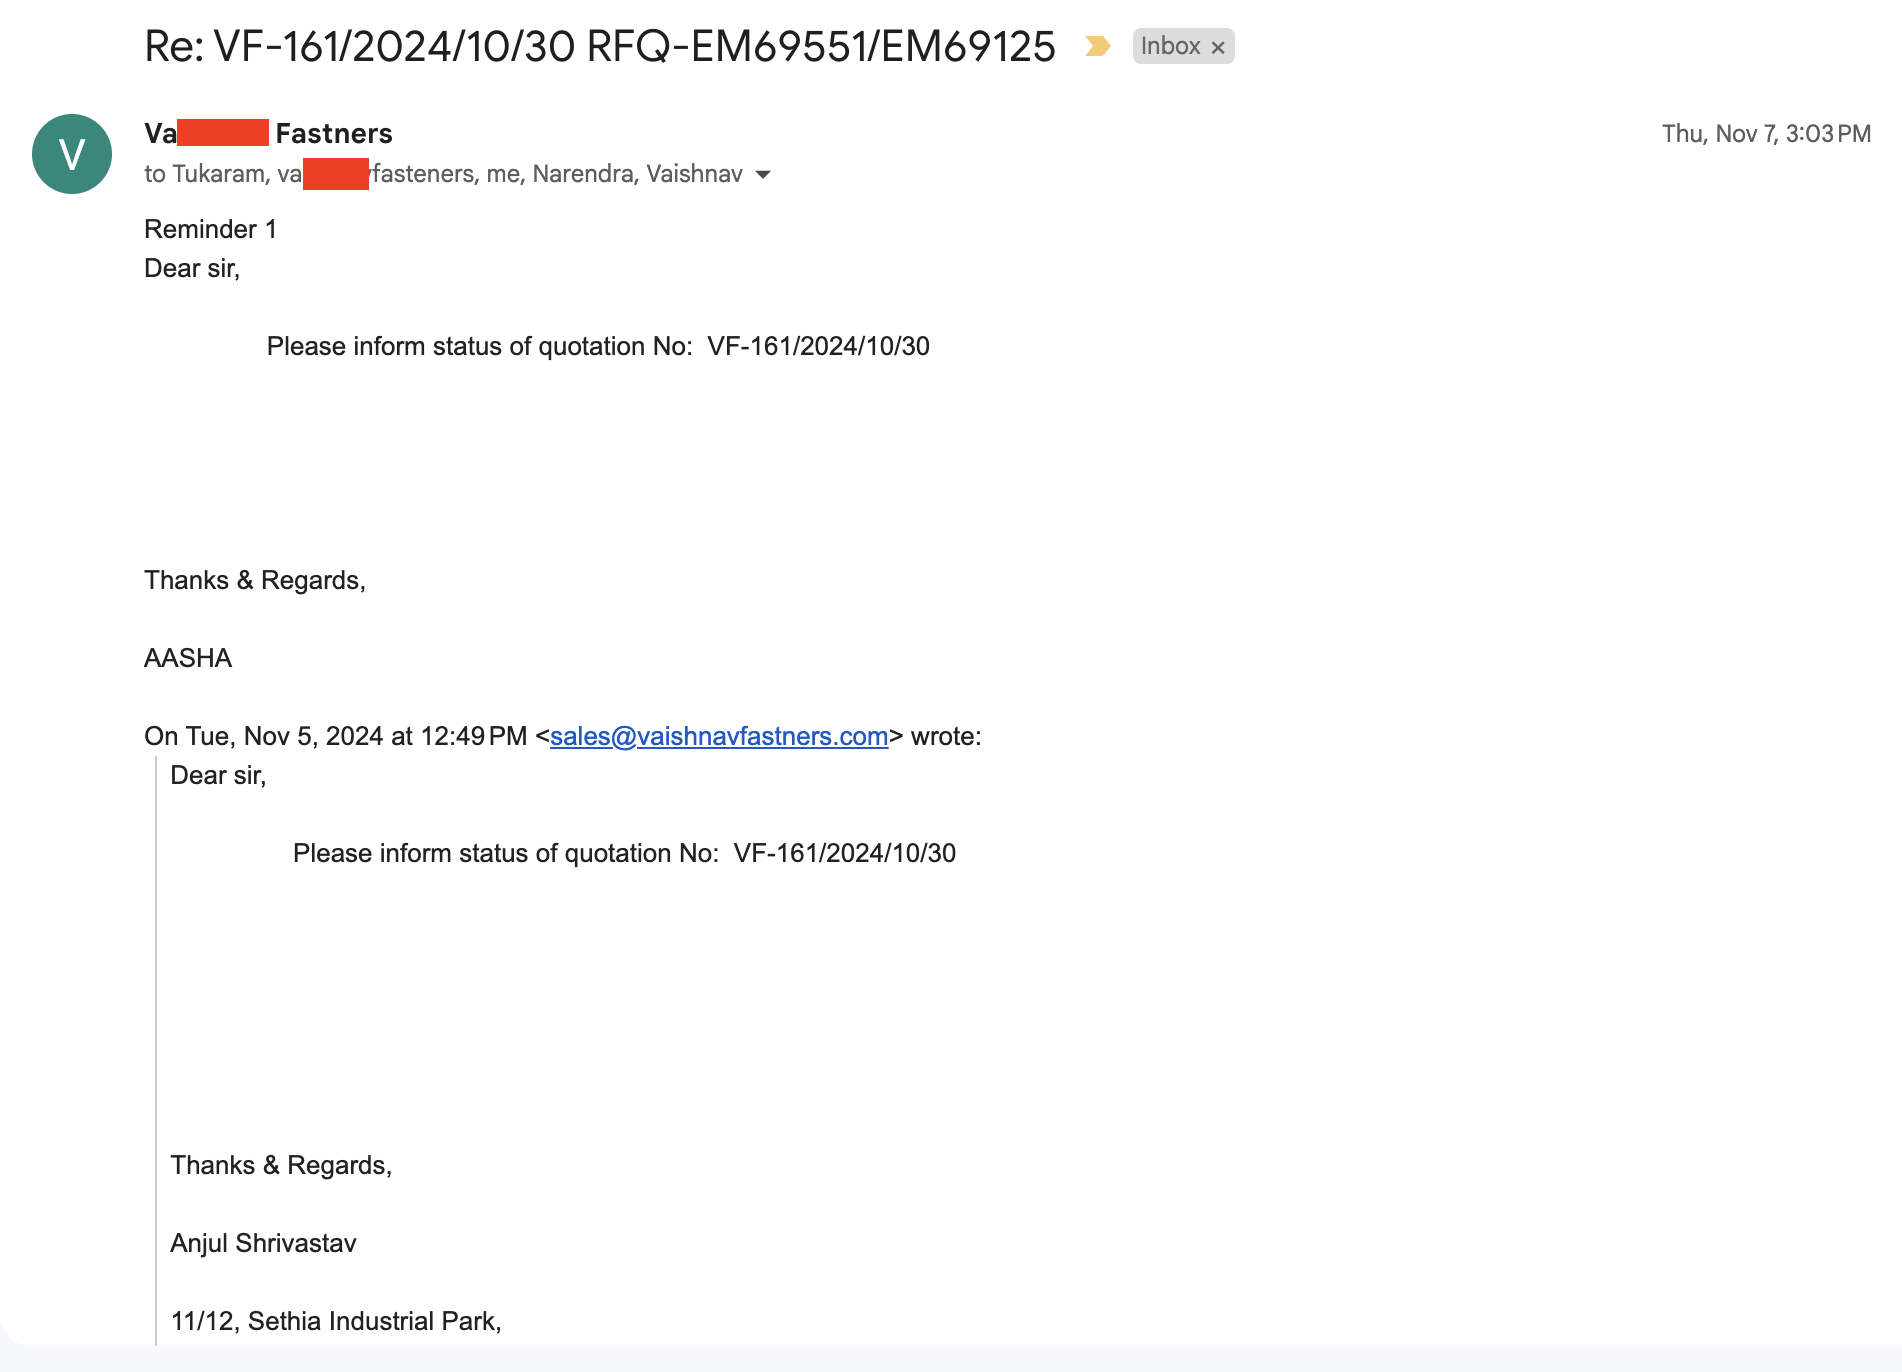 Re: VF-161/2024/10/30 RFQ-EM69551/EM69125 Inbox ×
V
Va Fastners Thu, Nov 7, 3:03 PM
to Tukaram, va fasteners, me, Narendra, Vaishnav
Reminder 1
Dear sir,
Please inform status of quotation No: VF-161/2024/10/30
Thanks & Regards,
AASHA
On Tue, Nov 5, 2024 at 12:49 PM <sales@vaishnavfastners.com> wrote:
Dear sir,
Please inform status of quotation No: VF-161/2024/10/30
Thanks & Regards,
Anjul Shrivastav
11/12, Sethia Industrial Park,